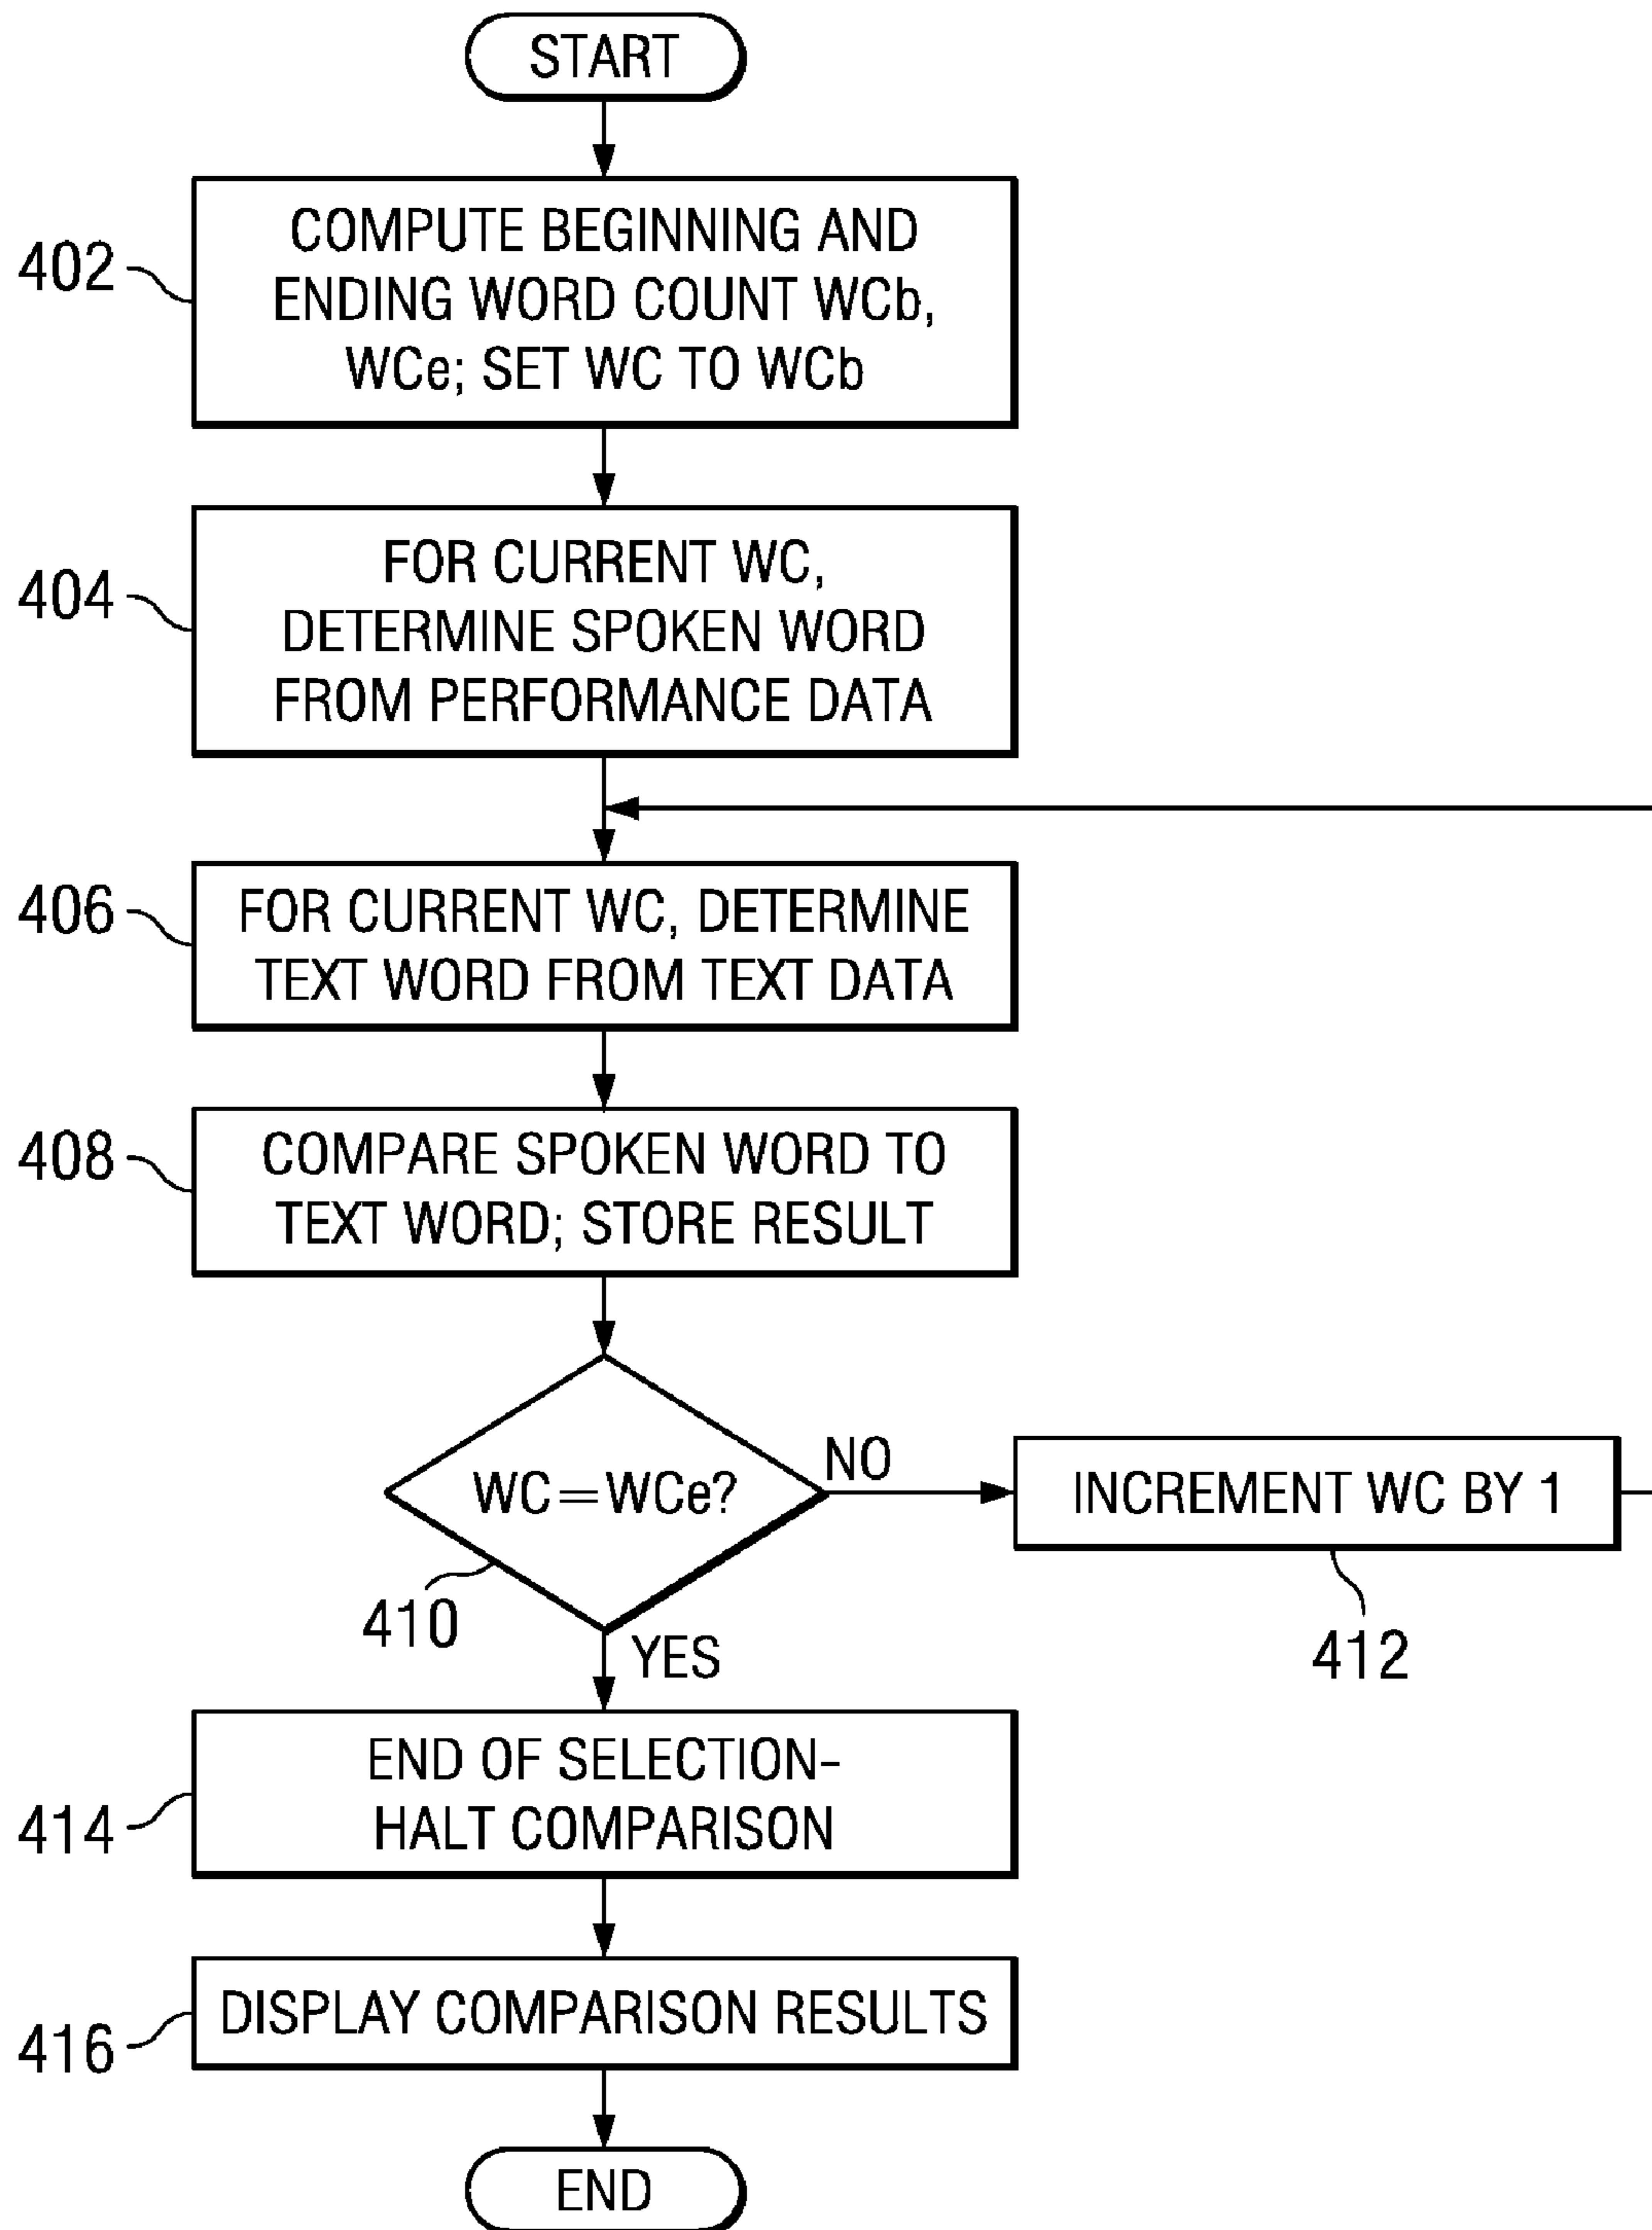 START
402
COMPUTE BEGINNING AND
ENDING WORD COUNT WCb,
WCe; SET WC TO WCb
404
FOR CURRENT WC,
DETERMINE SPOKEN WORD
FROM PERFORMANCE DATA
406
FOR CURRENT WC, DETERMINE
TEXT WORD FROM TEXT DATA
408
COMPARE SPOKEN WORD TO
TEXT WORD; STORE RESULT
WC=WCe?
NO
INCREMENT WC BY 1
410
412
YES
414
END OF SELECTION-
HALT COMPARISON
416
DISPLAY COMPARISON RESULTS
END